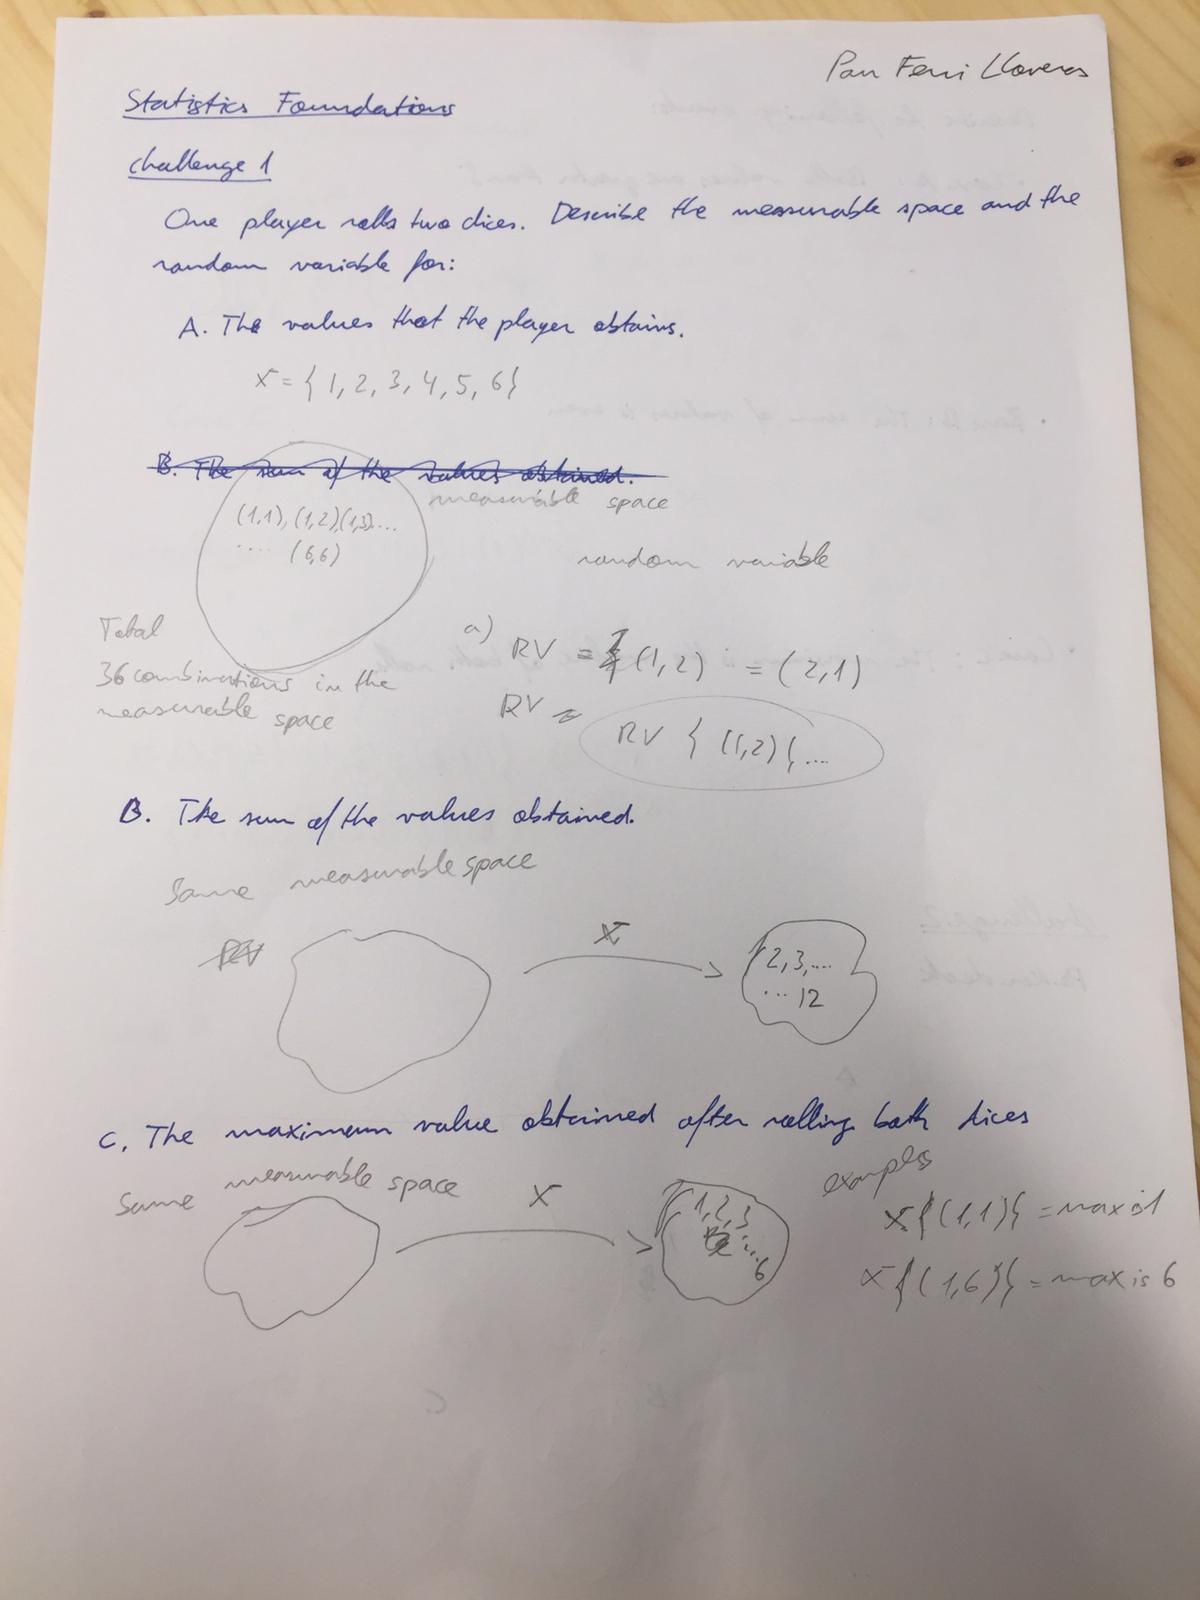 Pau Ferri Lloveras
Statistics Foundations
Challenge 1
One player rolls two dices. Describe the measurable space and the
random variable for:
A. The values that the player obtains.
X = { 1, 2, 3, 4, 5, 6 }
B. The sum of the values obtained.
measurable space
(1,1), (1,2) (1,3)...
.... (6,6)
random variable
Total
36 combinations in the
measurable space
a) RV = { (1,2) = (2,1)
RV =
RV { (1,2) { , ...
B. The sum of the values obtained.
Same measurable space
RV
X
2, 3, ....
... 12
C. The maximum value obtained after rolling both dices
Same measurable space
X
1, 2, 3
...
6
examples
X {(1,1)} = max is 1
X {(1,6)} = max is 6